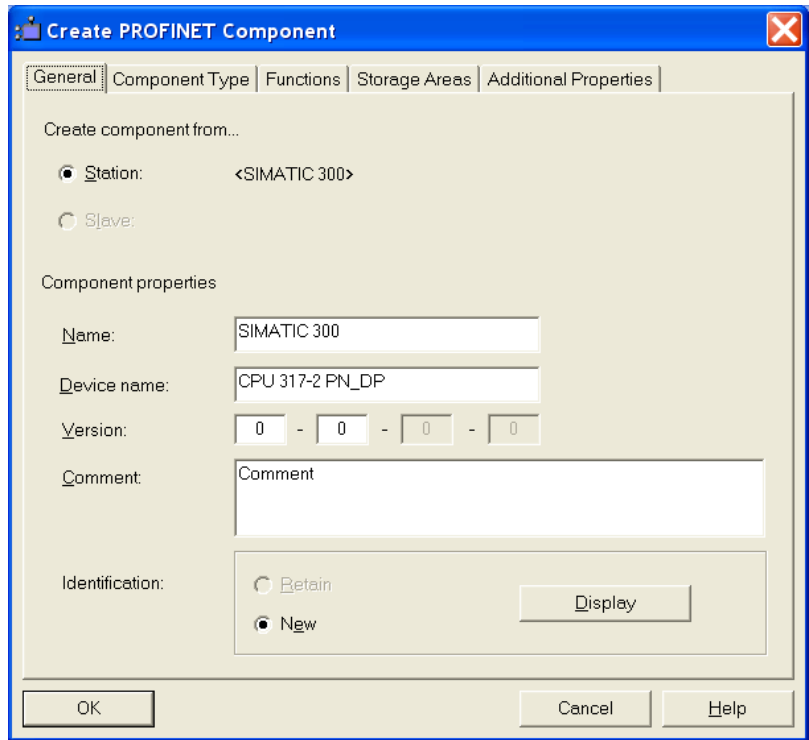 Create PROFINET Component
General Component Type Functions Storage Areas Additional Properties
Create component from...
Station: <SIMATIC 300>
Slave:
Component properties
Name: SIMATIC 300
Device name: CPU 317-2 PN_DP
Version: 0 - 0 - 0 - 0
Comment: Comment
Identification: Retain
Display
New
OK Cancel Help